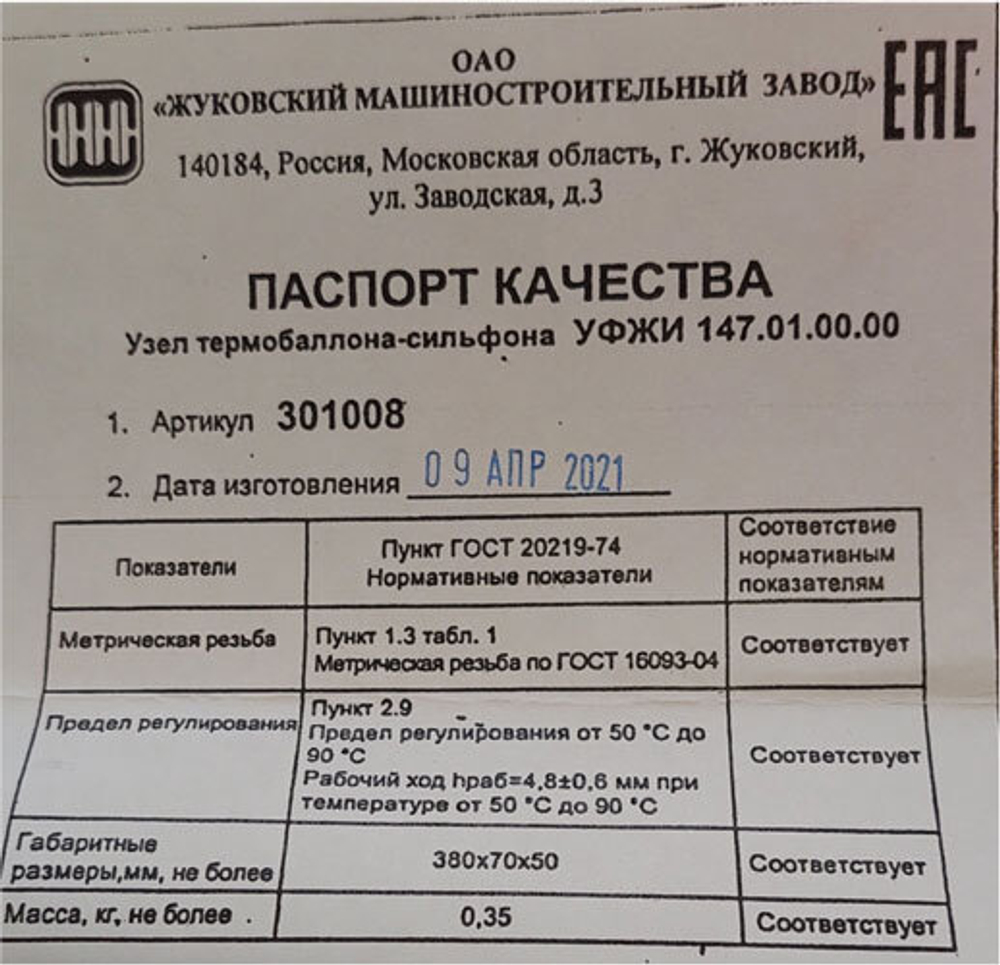 ОАО
«ЖУКОВСКИЙ МАШИНОСТРОИТЕЛЬНЫЙ ЗАВОД»
ЕАС
140184, Россия, Московская область, г. Жуковский,
ул. Заводская, д.3
ПАСПОРТ КАЧЕСТВА
Узел термобаллона-сильфона УФЖИ 147.01.00.00
1. Артикул 301008
2. Дата изготовления 09 АПР 2021
Показатели
Пункт ГОСТ 20219-74
Нормативные показатели
Соответствие
нормативным
показателям
Метрическая резьба
Пункт 1.3 табл. 1
Метрическая резьба по ГОСТ 16093-04
Соответствует
Предел регулирования
Пункт 2.9
Предел регулирования от 50 °С до
90 °С
Рабочий ход hраб=4,8±0,6 мм при
температуре от 50 °С до 90 °С
Соответствует
Габаритные
размеры,мм, не более
380х70х50
Соответствует
Масса, кг, не более
0,35
Соответствует